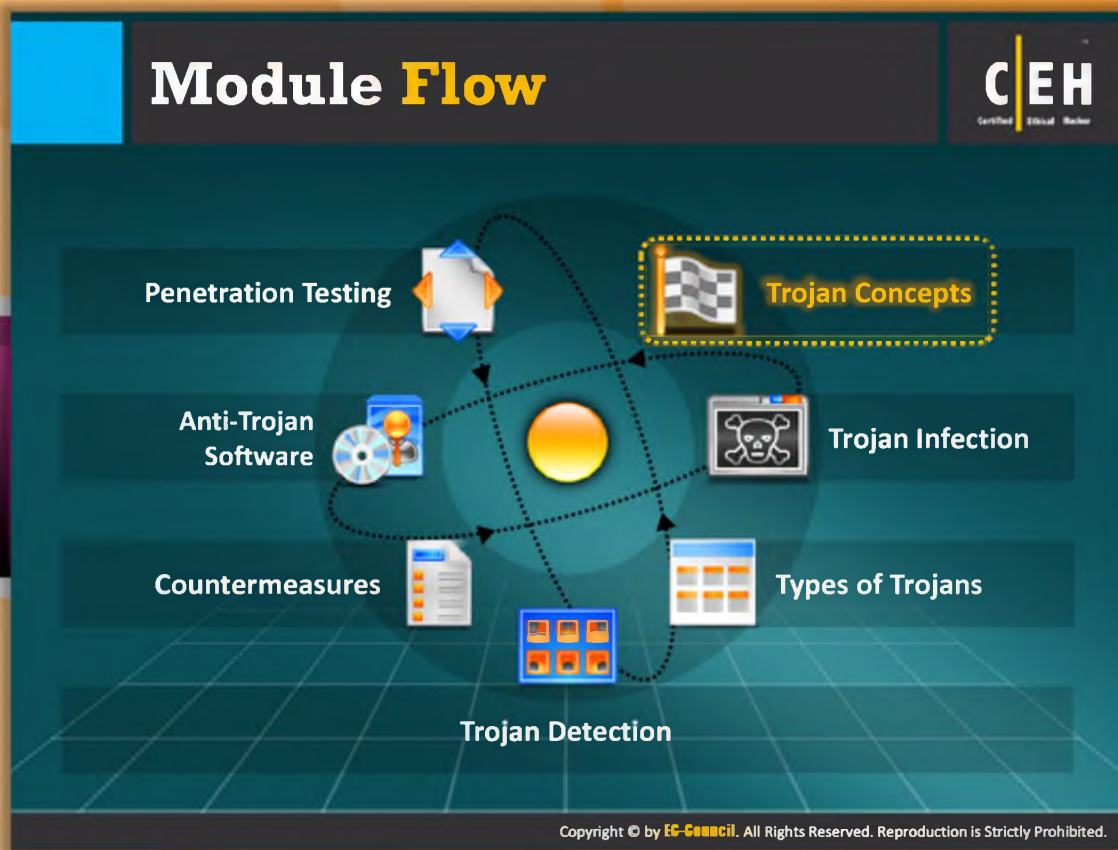 Module Flow
C|EH
Certified Ethical Hacker
Penetration Testing
Trojan Concepts
Anti-Trojan
Software
Trojan Infection
Countermeasures
Types of Trojans
Trojan Detection
Copyright © by EC-Council. All Rights Reserved. Reproduction is Strictly Prohibited.